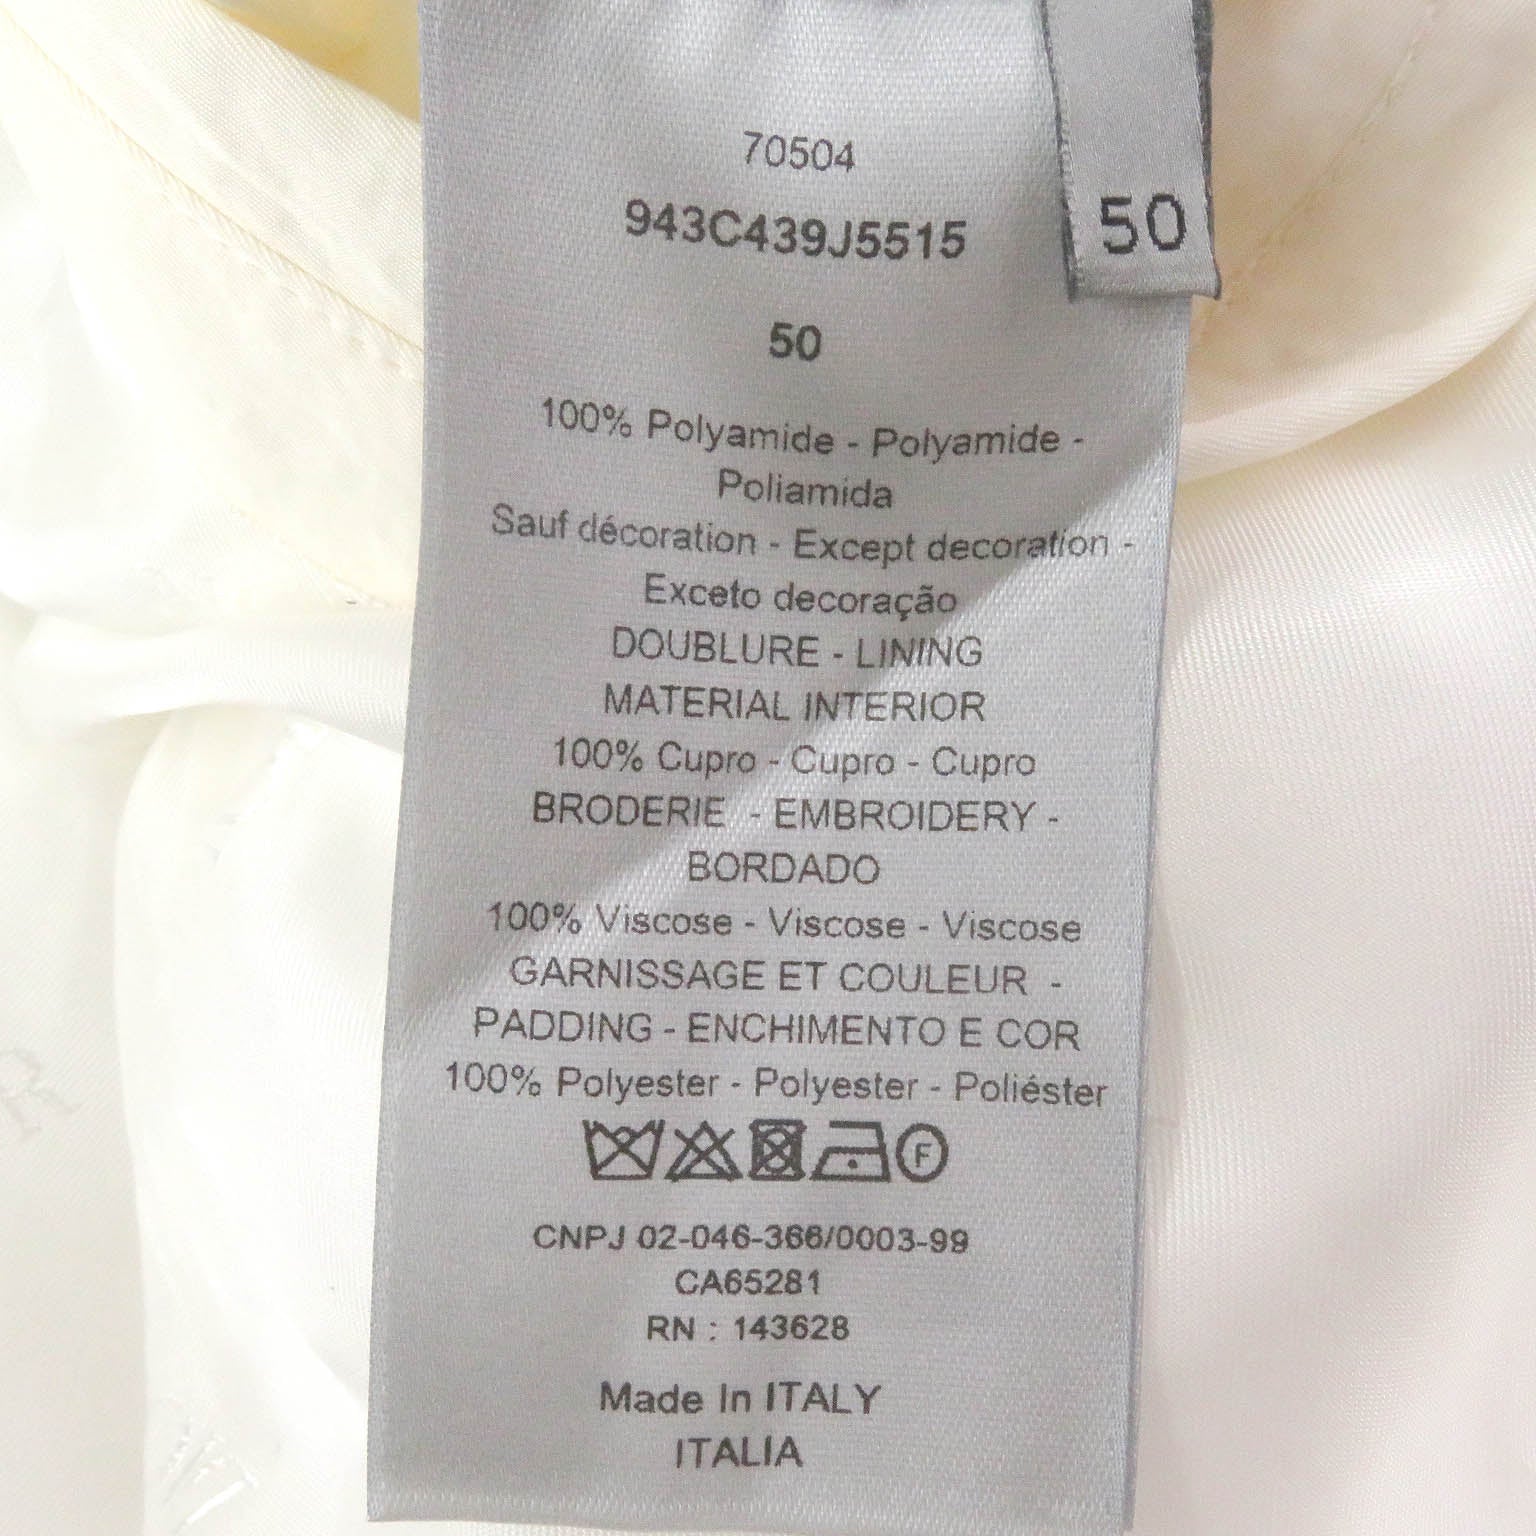 70504
943C439J5515
50
50
100% Polyamide - Polyamide -
Poliamida
Sauf décoration - Except decoration -
Exceto decoração
DOUBLURE - LINING
MATERIAL INTERIOR
100% Cupro - Cupro - Cupro
BRODERIE - EMBROIDERY -
BORDADO
100% Viscose - Viscose - Viscose
GARNISSAGE ET COULEUR -
PADDING - ENCHIMENTO E COR
100% Polyester - Polyester - Poliéster
F
CNPJ 02-046-366/0003-99
CA65281
RN : 143628
Made In ITALY
ITALIA